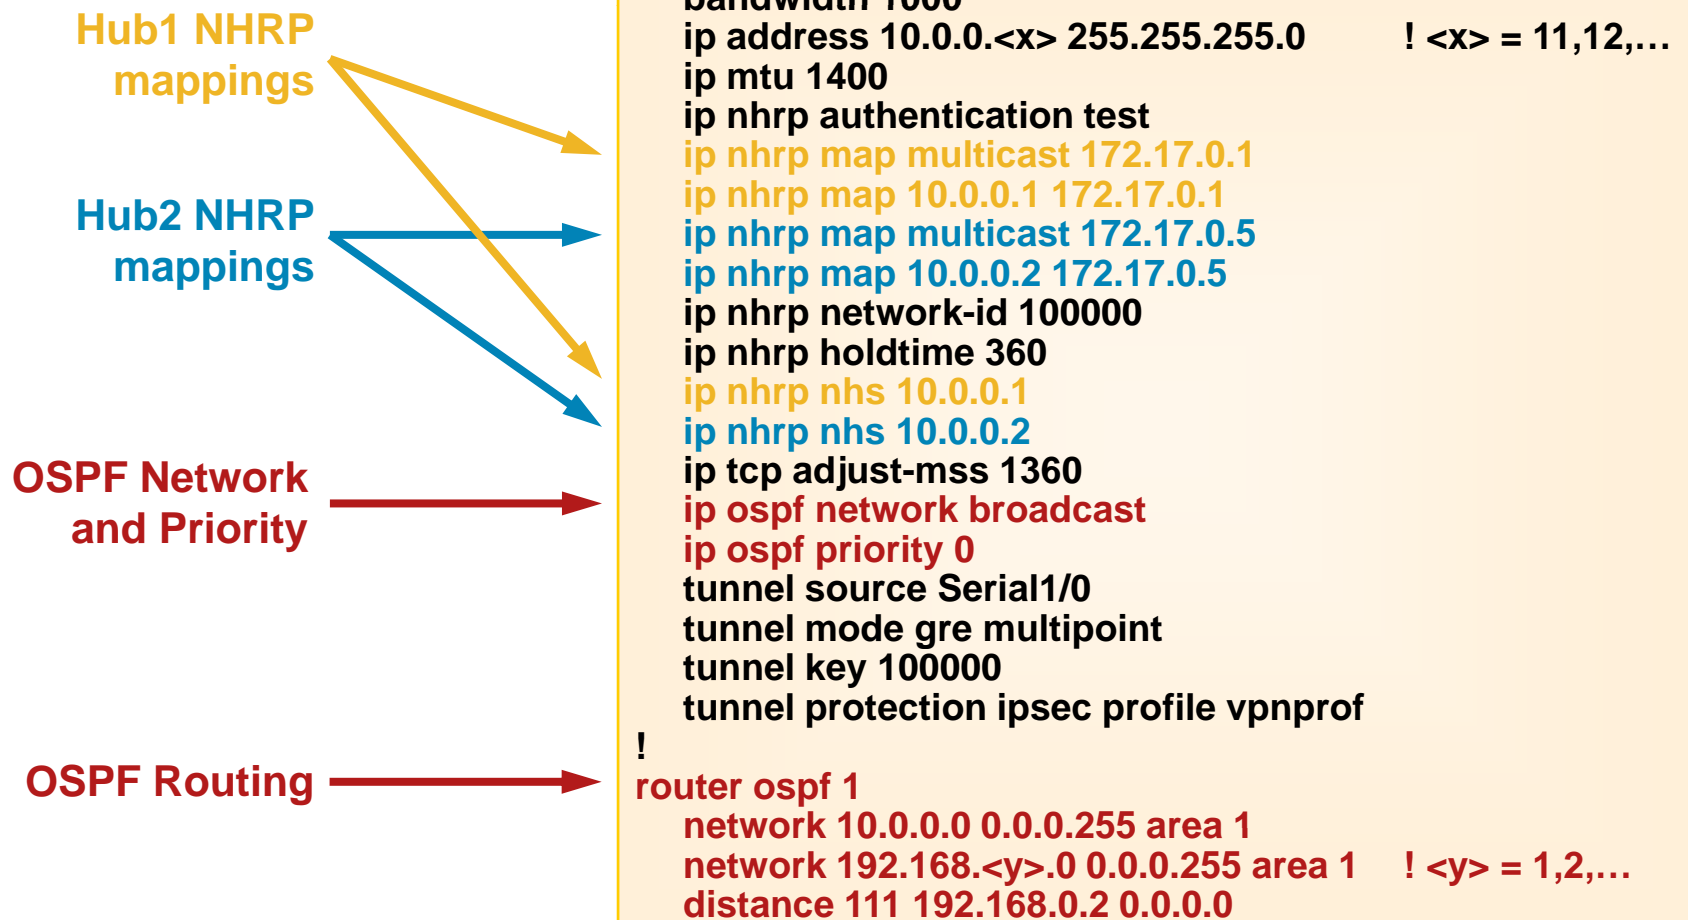 Hub1 NHRP
mappings
Hub2 NHRP
mappings
OSPF Network
and Priority
OSPF Routing
bandwidth 1000
ip address 10.0.0.<x> 255.255.255.0 ! <x> = 11,12,…
ip mtu 1400
ip nhrp authentication test
ip nhrp map multicast 172.17.0.1
ip nhrp map 10.0.0.1 172.17.0.1
ip nhrp map multicast 172.17.0.5
ip nhrp map 10.0.0.2 172.17.0.5
ip nhrp network-id 100000
ip nhrp holdtime 360
ip nhrp nhs 10.0.0.1
ip nhrp nhs 10.0.0.2
ip tcp adjust-mss 1360
ip ospf network broadcast
ip ospf priority 0
tunnel source Serial1/0
tunnel mode gre multipoint
tunnel key 100000
tunnel protection ipsec profile vpnprof
!
router ospf 1
network 10.0.0.0 0.0.0.255 area 1
network 192.168.<y>.0 0.0.0.255 area 1 ! <y> = 1,2,…
distance 111 192.168.0.2 0.0.0.0